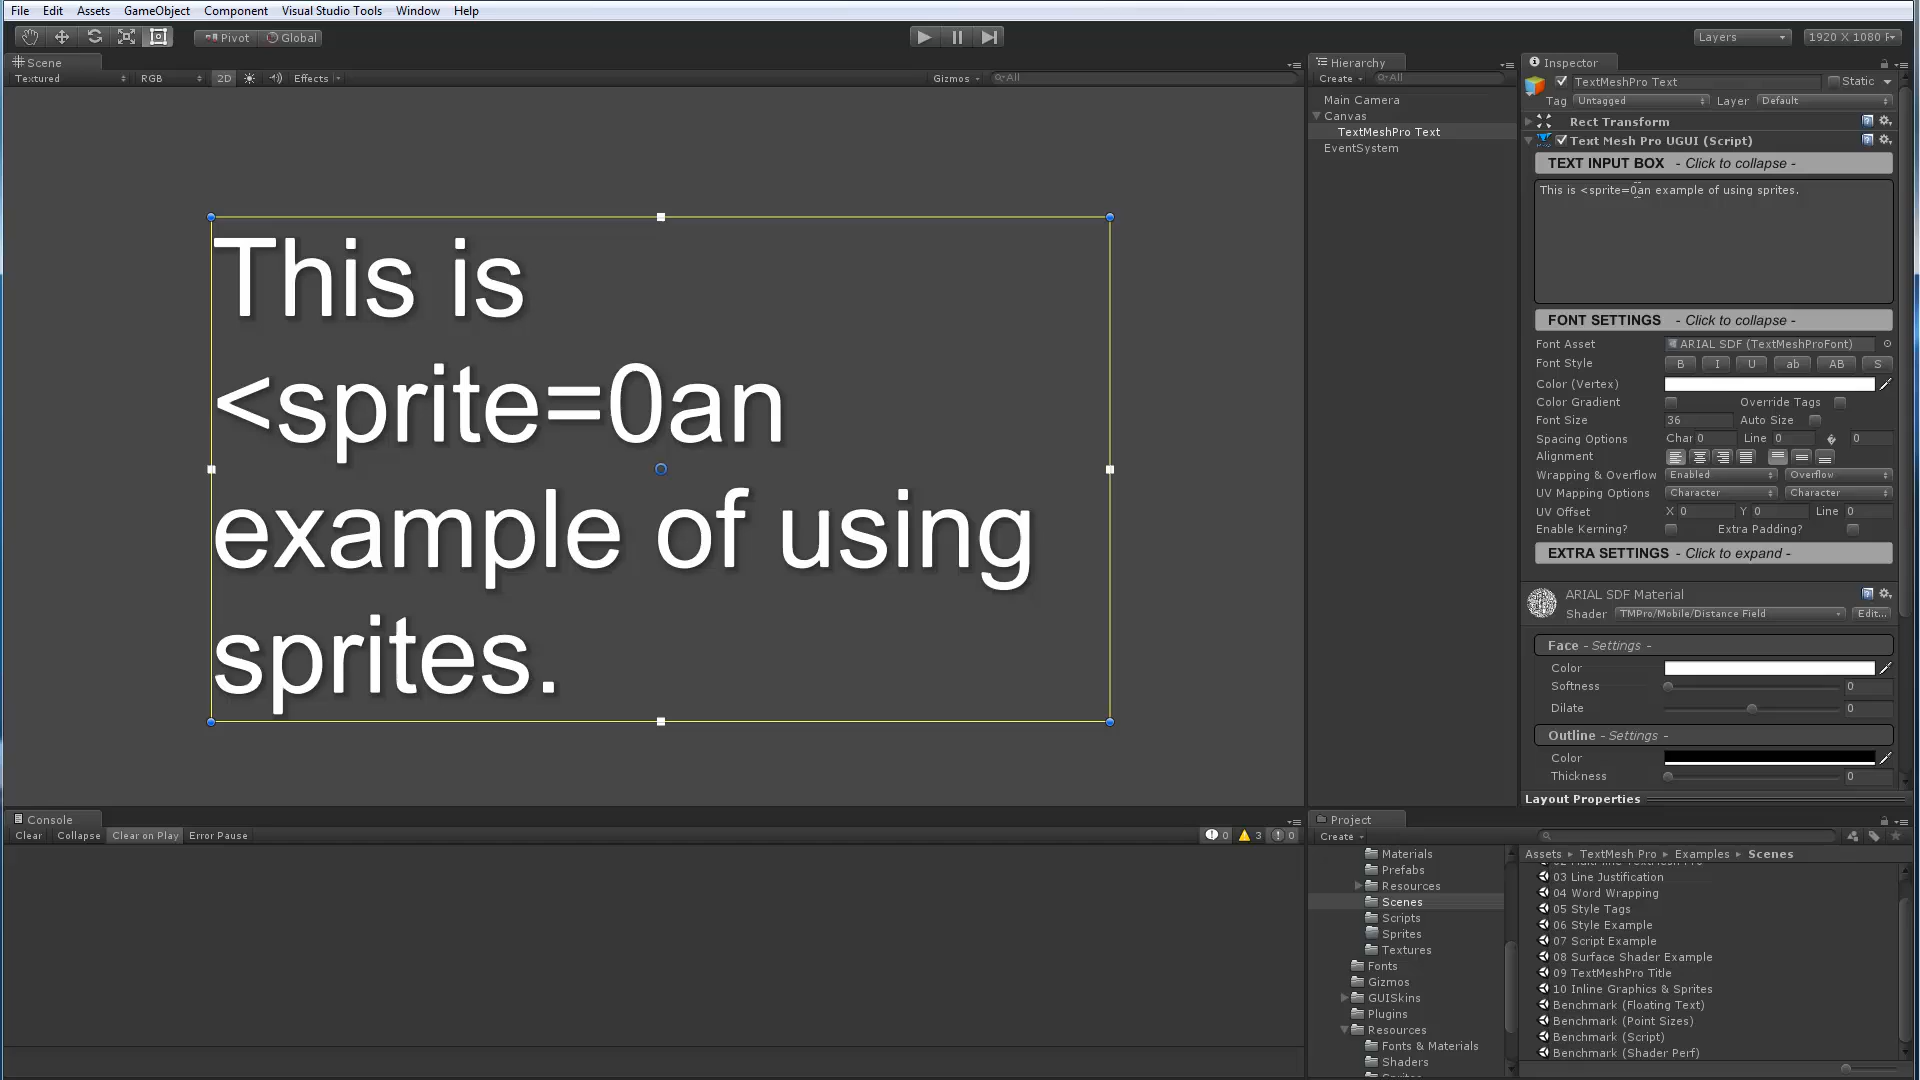 File Edit Assets GameObject Component Visual Studio Tools Window Help
Pivot Global Layers 1920 X 1080
Scene
Textured RGB 2D Effects Gizmos All
This is
<sprite=0an
example of using
sprites.
Hierarchy
Create All
Main Camera
Canvas
TextMeshPro Text
EventSystem
Inspector
TextMeshPro Text Static
Tag Untagged Layer Default
Rect Transform
Text Mesh Pro UGUI (Script)
TEXT INPUT BOX - Click to collapse -
This is <sprite=0an example of using sprites.
FONT SETTINGS - Click to collapse -
Font Asset ARIAL SDF (TextMeshProFont)
Font Style B I U ab AB S
Color (Vertex)
Color Gradient Override Tags
Font Size 36 Auto Size
Spacing Options Char 0 Line 0 0
Alignment
Wrapping & Overflow Enabled Overflow
UV Mapping Options Character Character
UV Offset X 0 Y 0 Line 0
Enable Kerning? Extra Padding?
EXTRA SETTINGS - Click to expand -
ARIAL SDF Material
Shader TMPro/Mobile/Distance Field Edit...
Face - Settings -
Color
Softness 0
Dilate 0
Outline - Settings -
Color
Thickness 0
Layout Properties
Console
Clear Collapse Clear on Play Error Pause 0 3 0
Project
Create
Materials
Prefabs
Resources
Scenes
Scripts
Sprites
Textures
Fonts
Gizmos
GUISkins
Plugins
Resources
Fonts & Materials
Shaders
Assets Text​Mesh Pro Examples Scenes
03 Line Justification
04 Word Wrapping
05 Style Tags
06 Style Example
07 Script Example
08 Surface Shader Example
09 TextMeshPro Title
10 Inline Graphics & Sprites
Benchmark (Floating Text)
Benchmark (Point Sizes)
Benchmark (Script)
Benchmark (Shader Perf)